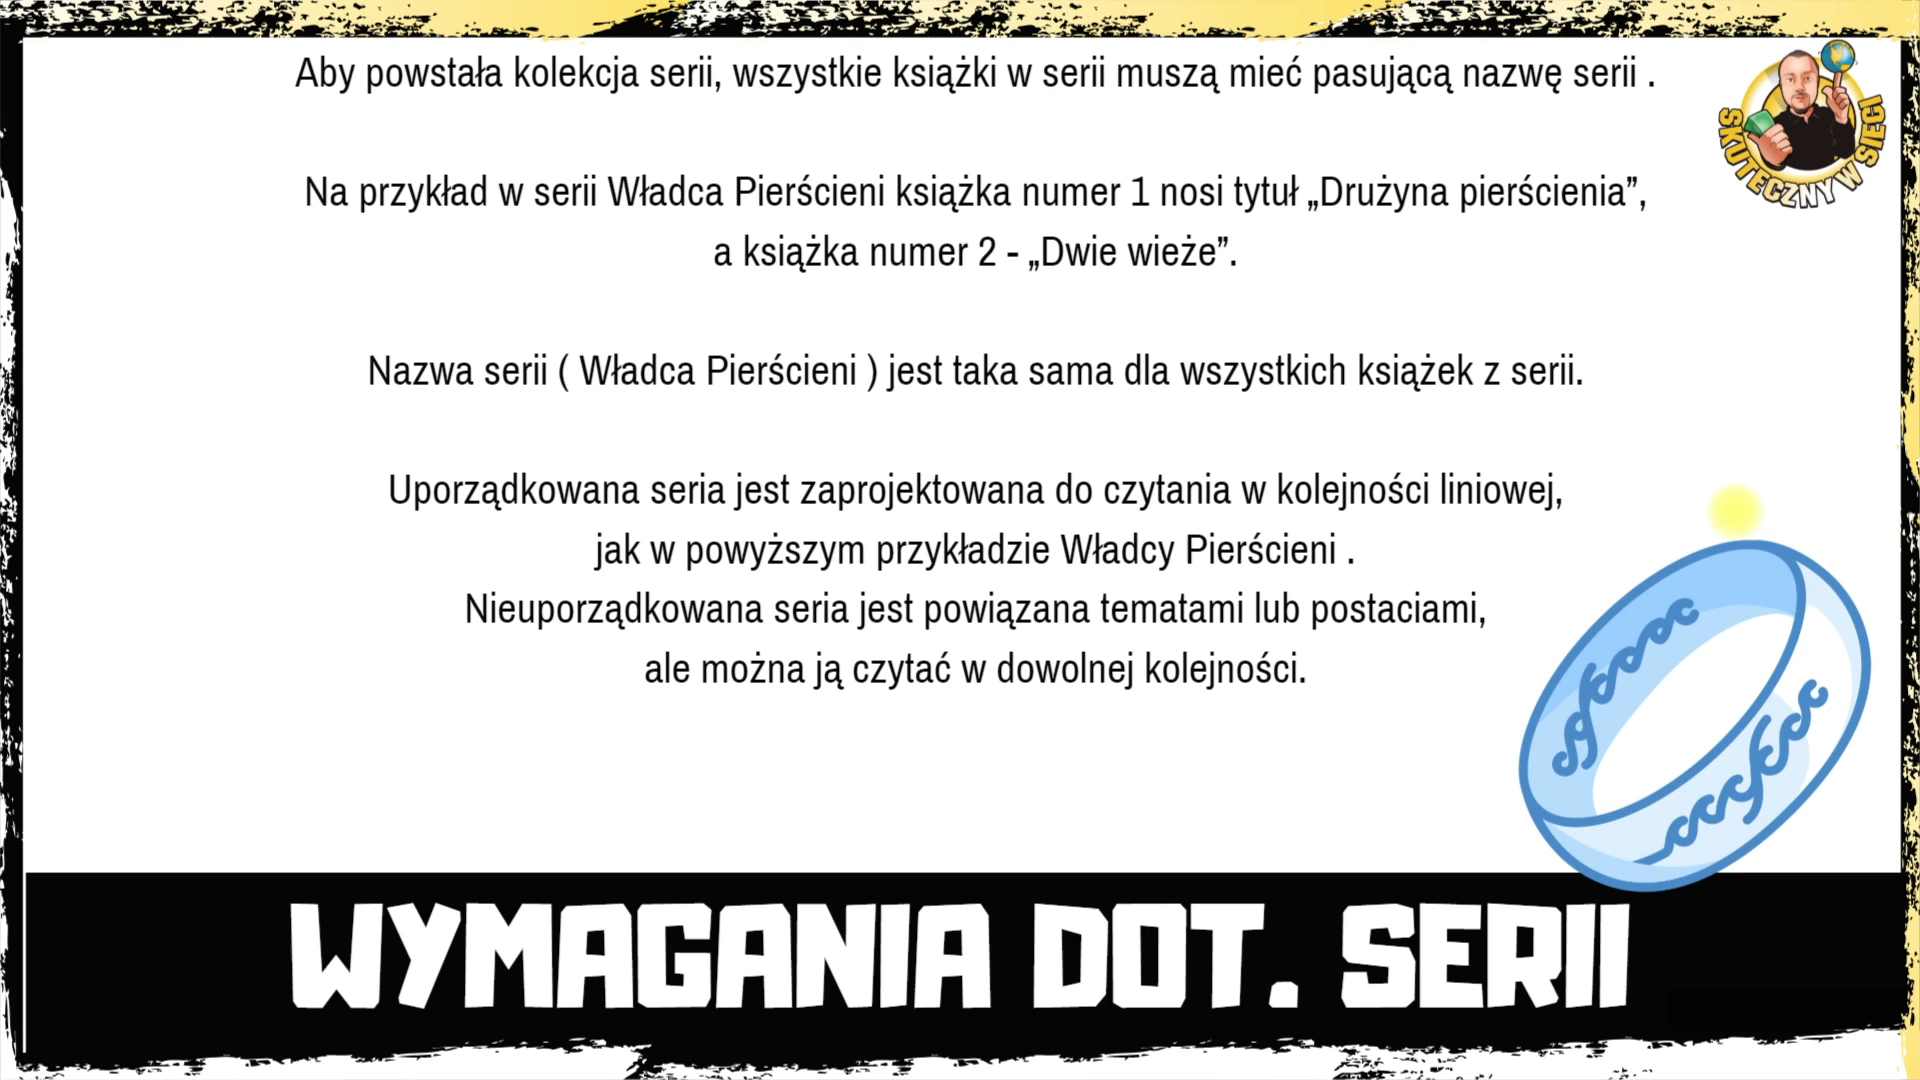 Aby powstała kolekcja serii, wszystkie książki w serii muszą mieć pasującą nazwę serii .
SKUTECZNY W SIECI
Na przykład w serii Władca Pierścieni książka numer 1 nosi tytuł „Drużyna pierścienia”,
a książka numer 2 - „Dwie wieże”.
Nazwa serii ( Władca Pierścieni ) jest taka sama dla wszystkich książek z serii.
Uporządkowana seria jest zaprojektowana do czytania w kolejności liniowej,
jak w powyższym przykładzie Władcy Pierścieni .
Nieuporządkowana seria jest powiązana tematami lub postaciami,
ale można ją czytać w dowolnej kolejności.
WYMAGANIA DOT. SERII